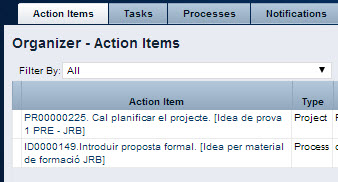 Action Items Tasks Processes Notifications
Organizer - Action Items
Filter By: All
Action Item Type
PR00000225. Cal planificar el projecte. [Idea de prova Project
1 PRE - JRB]
ID0000149.Introduir proposta formal. [Idea per material Process
de formació JRB]